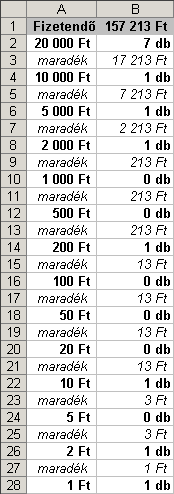 A B
1 Fizetendő 157 213 Ft
2 20 000 Ft 7 db
3 maradék 17 213 Ft
4 10 000 Ft 1 db
5 maradék 7 213 Ft
6 5 000 Ft 1 db
7 maradék 2 213 Ft
8 2 000 Ft 1 db
9 maradék 213 Ft
10 1 000 Ft 0 db
11 maradék 213 Ft
12 500 Ft 0 db
13 maradék 213 Ft
14 200 Ft 1 db
15 maradék 13 Ft
16 100 Ft 0 db
17 maradék 13 Ft
18 50 Ft 0 db
19 maradék 13 Ft
20 20 Ft 0 db
21 maradék 13 Ft
22 10 Ft 1 db
23 maradék 3 Ft
24 5 Ft 0 db
25 maradék 3 Ft
26 2 Ft 1 db
27 maradék 1 Ft
28 1 Ft 1 db